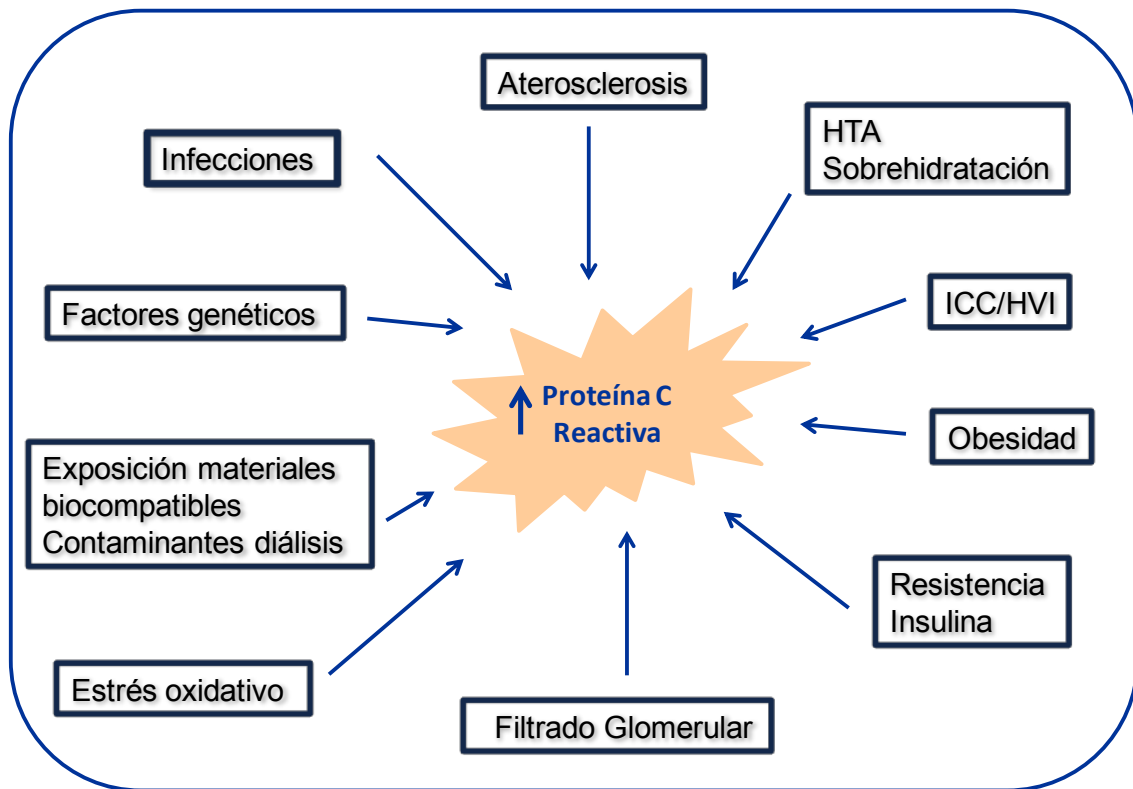 Aterosclerosis
HTA
Sobrehidratación
Infecciones
ICC/HVI
Factores genéticos
Proteína C
Reactiva
Obesidad
Exposición materiales
biocompatibles
Contaminantes diálisis
Resistencia
Insulina
Estrés oxidativo
Filtrado Glomerular